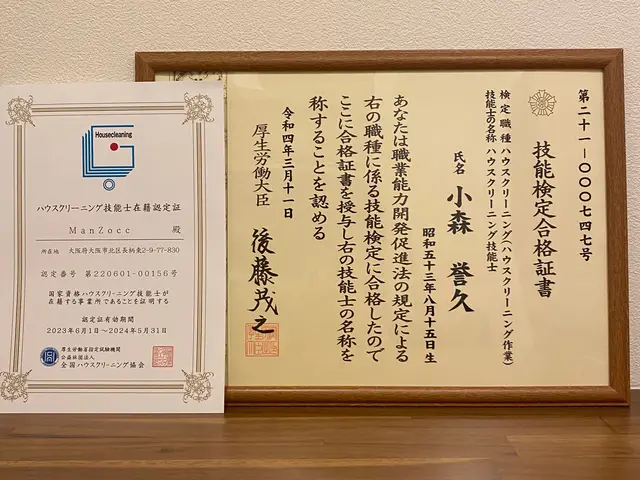 Housecleaning
ハウスクリーニング技能士在籍認定証
ManZocc 殿
所在地 大阪府大阪市北区長柄東2-9-77-830
認定番号 第220601-00156号
国家資格ハウスクリーニング技能士が
在籍する事業所であることを証明する
認定証有効期間
2023年6月1日～2024年5月31日
厚生労働省指定試験機関
公益社団法人
全国ハウスクリーニング協会
第二十一-〇〇〇七四七号
技能検定合格証書
検定職種 ハウスクリーニング(ハウスクリーニング作業)
技能士の名称 ハウスクリーニング技能士
氏名 小森 誉久
昭和五十三年八月十五日生
あなたは職業能力開発促進法の規定による
右の職種に係る技能検定に合格したので
ここに合格証書を授与し右の技能士の名称を
称することを認める
令和四年三月十一日
厚生労働大臣 後藤茂之